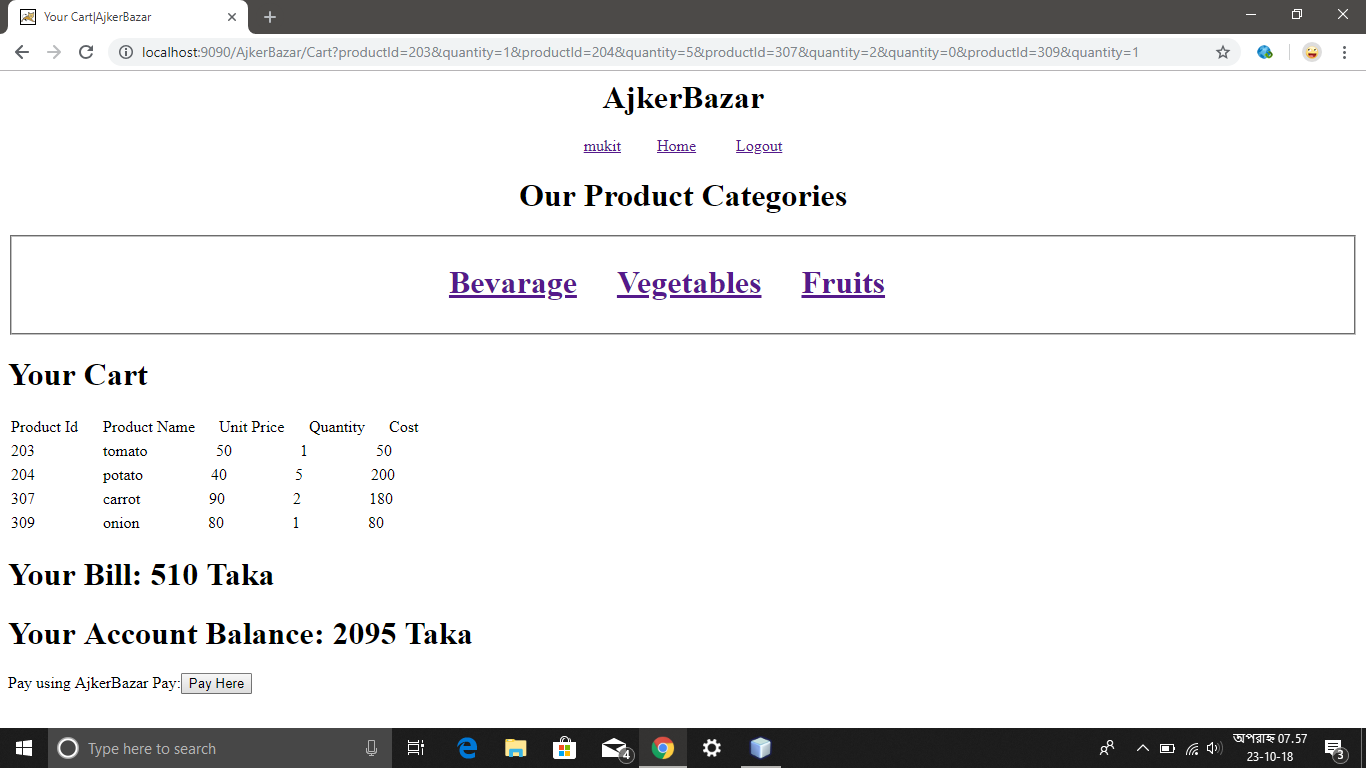 Your Cart|AjkerBazar
localhost:9090/AjkerBazar/Cart?productId=203&quantity=1&productId=204&quantity=5&productId=307&quantity=2&quantity=0&productId=309&quantity=1
AjkerBazar
mukit Home Logout
Our Product Categories
Bevarage Vegetables Fruits
Your Cart
Product Id Product Name Unit Price Quantity Cost
203 tomato 50 1 50
204 potato 40 5 200
307 carrot 90 2 180
309 onion 80 1 80
Your Bill: 510 Taka
Your Account Balance: 2095 Taka
Pay using AjkerBazar Pay: Pay Here
Type here to search
4
অপরাহ্ন 07.57
23-10-18
3